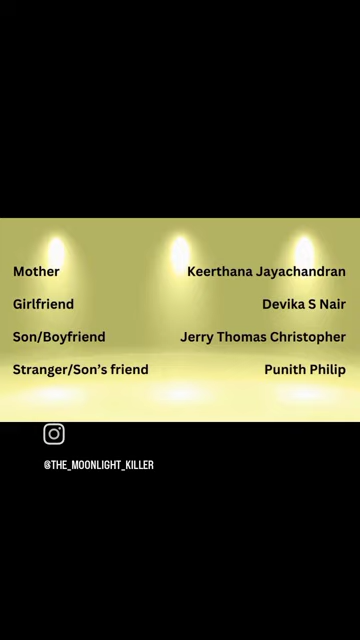 Mother Keerthana Jayachandran
Girlfriend Devika S Nair
Son/Boyfriend Jerry Thomas Christopher
Stranger/Son’s friend Punith Philip
@THE_MOONLIGHT_KILLER